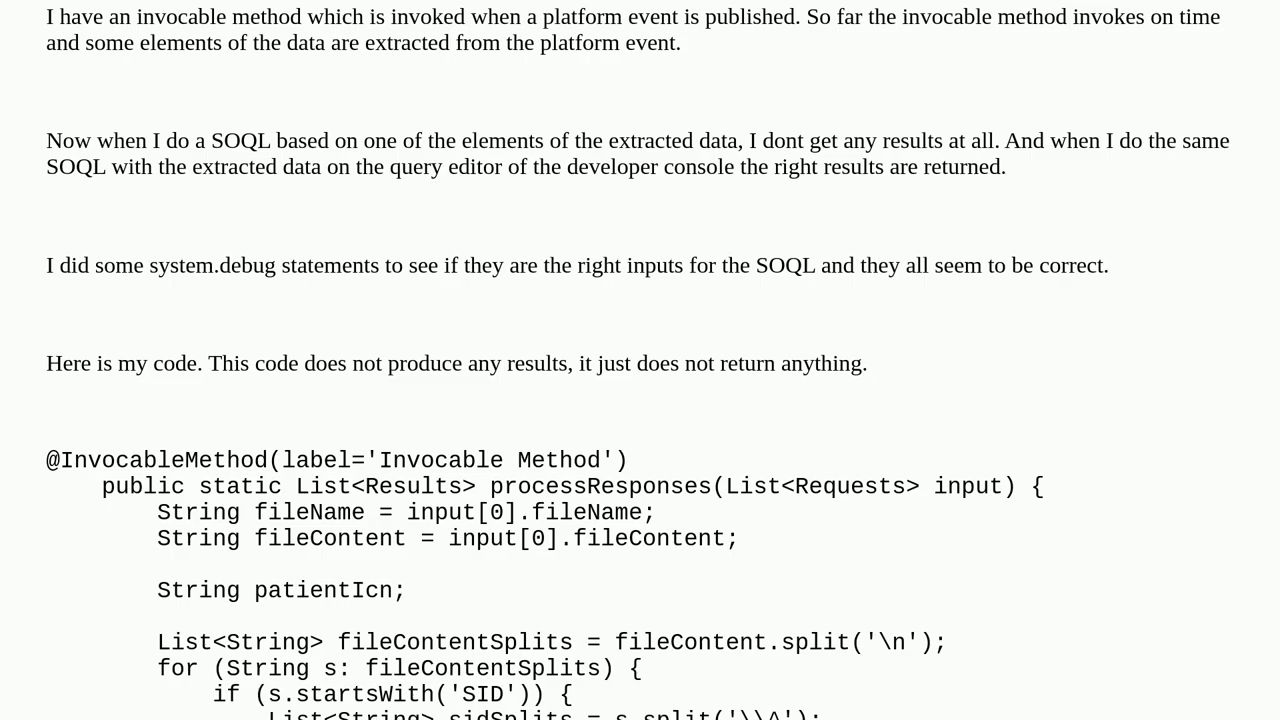 I have an invocable method which is invoked when a platform event is published. So far the invocable method invokes on time
and some elements of the data are extracted from the platform event.
Now when I do a SOQL based on one of the elements of the extracted data, I dont get any results at all. And when I do the same
SOQL with the extracted data on the query editor of the developer console the right results are returned.
I did some system.debug statements to see if they are the right inputs for the SOQL and they all seem to be correct.
Here is my code. This code does not produce any results, it just does not return anything.
@InvocableMethod(label='Invocable Method')
    public static List<Results> processResponses(List<Requests> input) {
        String fileName = input[0].fileName;
        String fileContent = input[0].fileContent;
        String patientIcn;
        List<String> fileContentSplits = fileContent.split('\n');
        for (String s: fileContentSplits) {
            if (s.startsWith('SID')) {
                List<String> sidSplits = s.split('\\^');